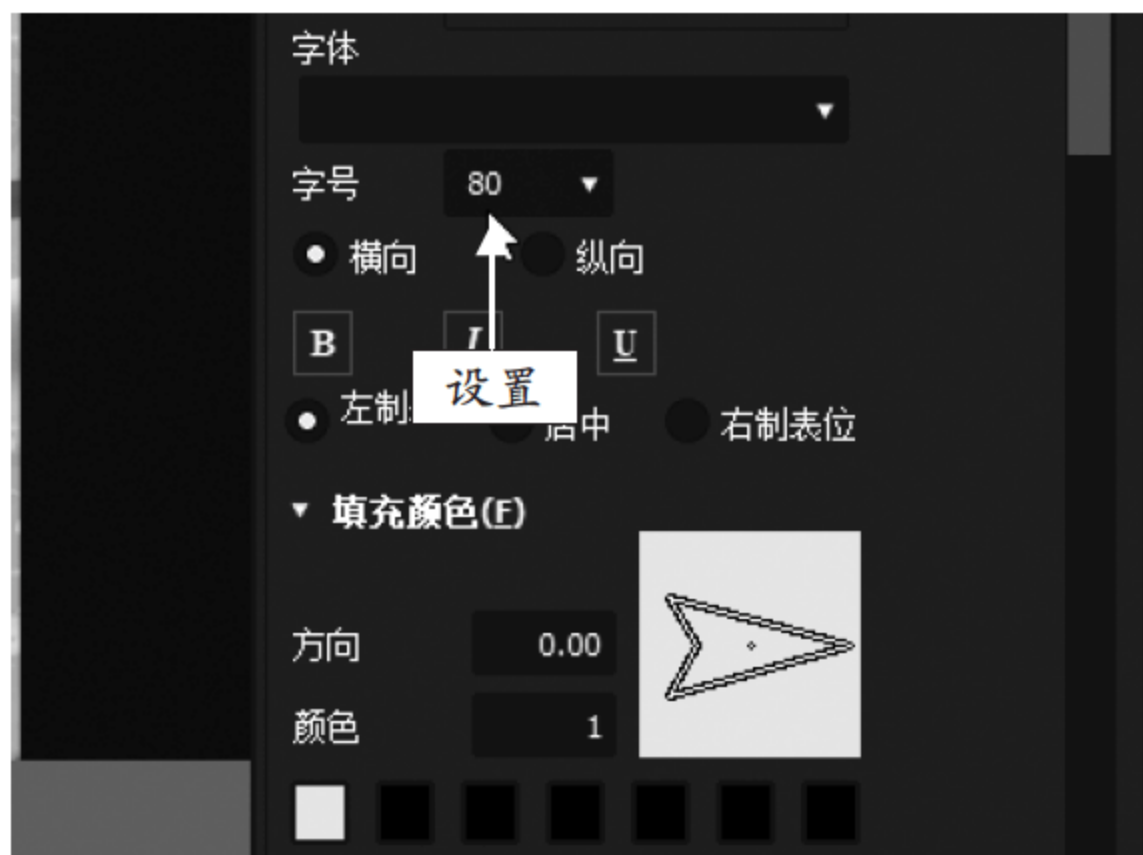 字体
字号 80
横向 纵向
B I U
设置
左制 居中 右制表位
填充颜色(F)
方向 0.00
颜色 1